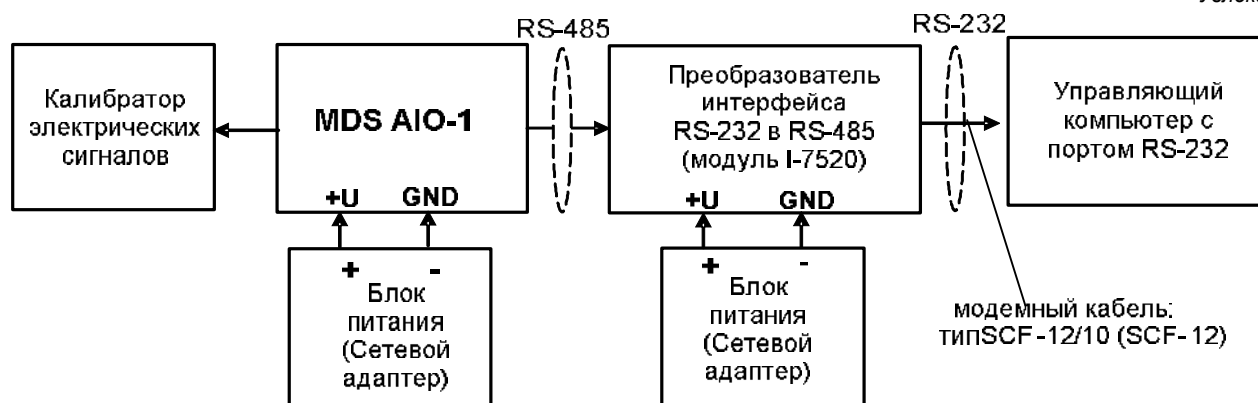 RS-485
RS-232
Калибратор
электрических
сигналов
MDS AIO-1
+U GND
Преобразователь
интерфейса
RS-232 в RS-485
(модуль I-7520)
+U GND
Управляющий
компьютер с
портом RS-232
+ -
Блок
питания
(Сетевой
адаптер)
+ -
Блок
питания
(Сетевой
адаптер)
модемный кабель:
типSCF-12/10 (SCF-12)